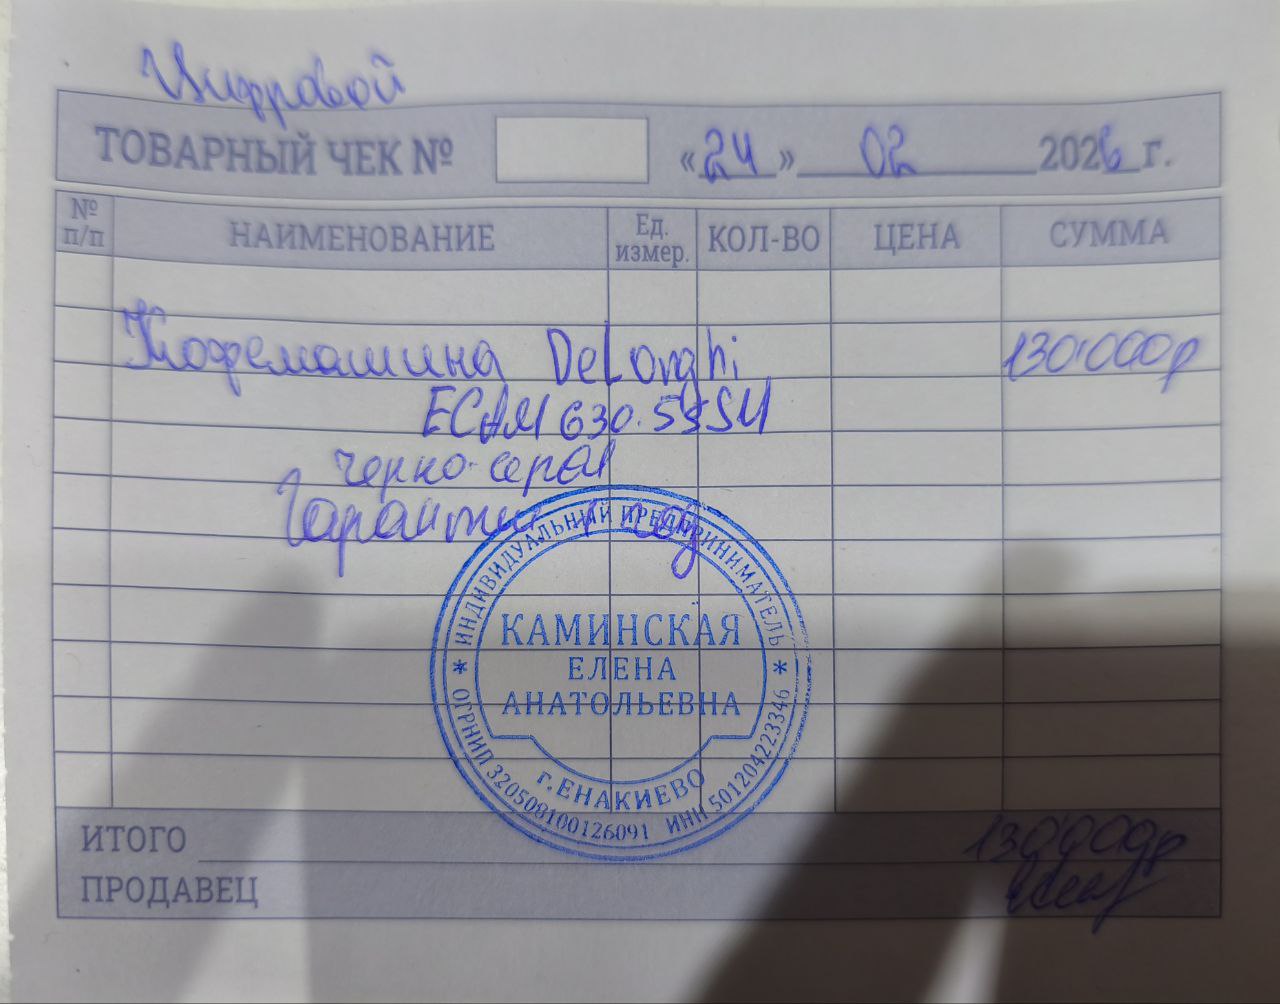 Цифровой
ТОВАРНЫЙ ЧЕК № «24» 02 2026 г.
№ п/п НАИМЕНОВАНИЕ Ед. измер. КОЛ-ВО ЦЕНА СУММА
Кофемашина DeLonghi 130'000р
ECAM 630.55SM
черно-серая
Гарантия 1 год
ИНДИВИДУАЛЬНЫЙ ПРЕДПРИНИМАТЕЛЬ
КАМИНСКАЯ
ЕЛЕНА
АНАТОЛЬЕВНА
г.ЕНАКИЕВО
ОГРНИП 320508100126091 ИНН 501204223346
ИТОГО 130000р
ПРОДАВЕЦ